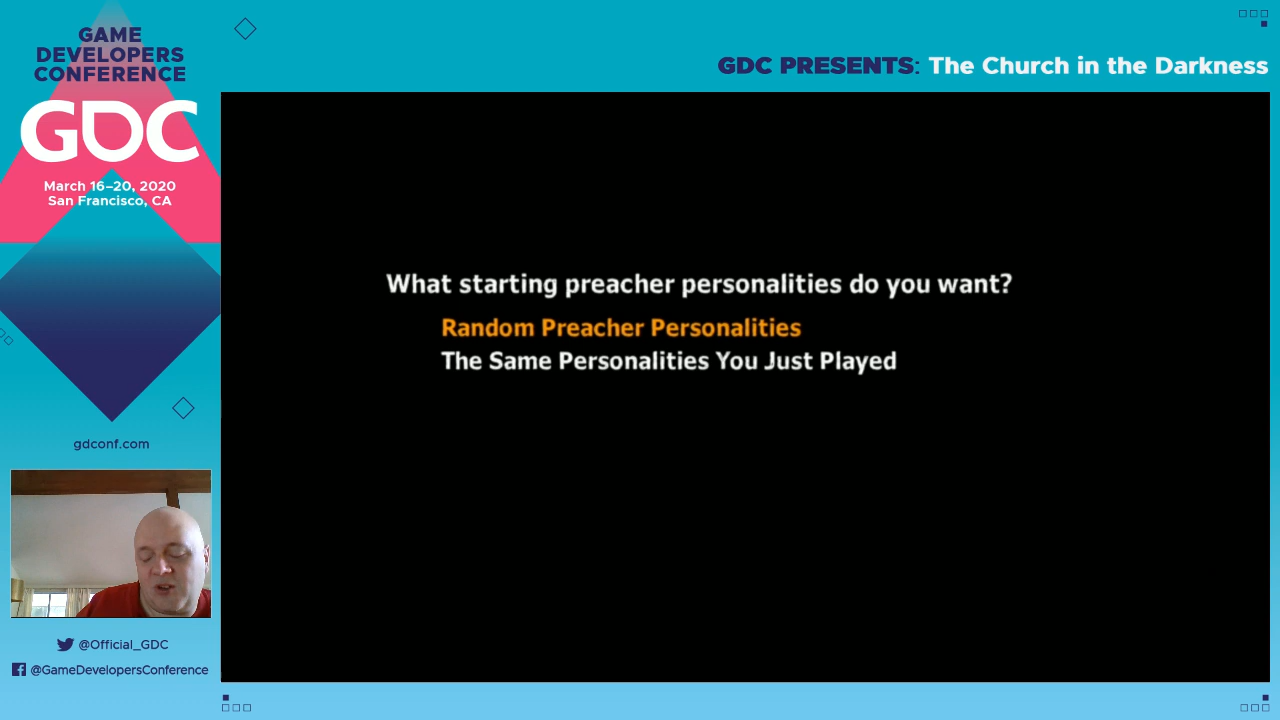 GAME
DEVELOPERS
CONFERENCE
GDC
March 16–20, 2020
San Francisco, CA
gdconf.com
@Official_GDC
@GameDevelopersConference
GDC PRESENTS: The Church in the Darkness
What starting preacher personalities do you want?
Random Preacher Personalities
The Same Personalities You Just Played